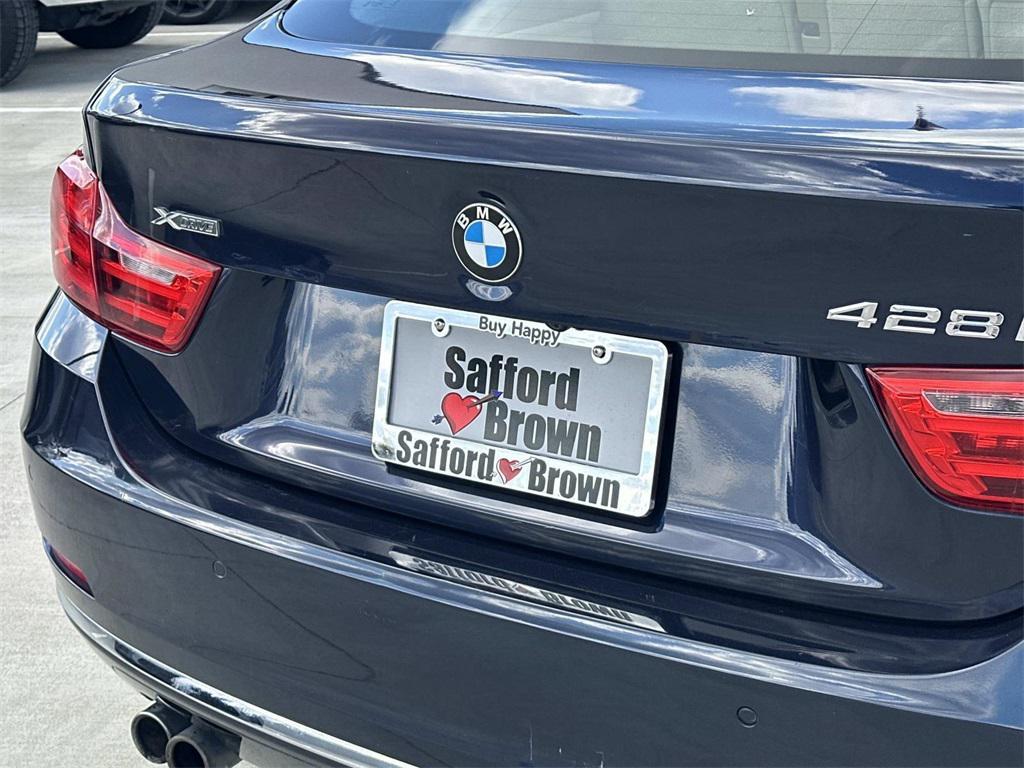 BMW
XDRIVE
428i
Buy Happy
Safford
Brown
Safford Brown